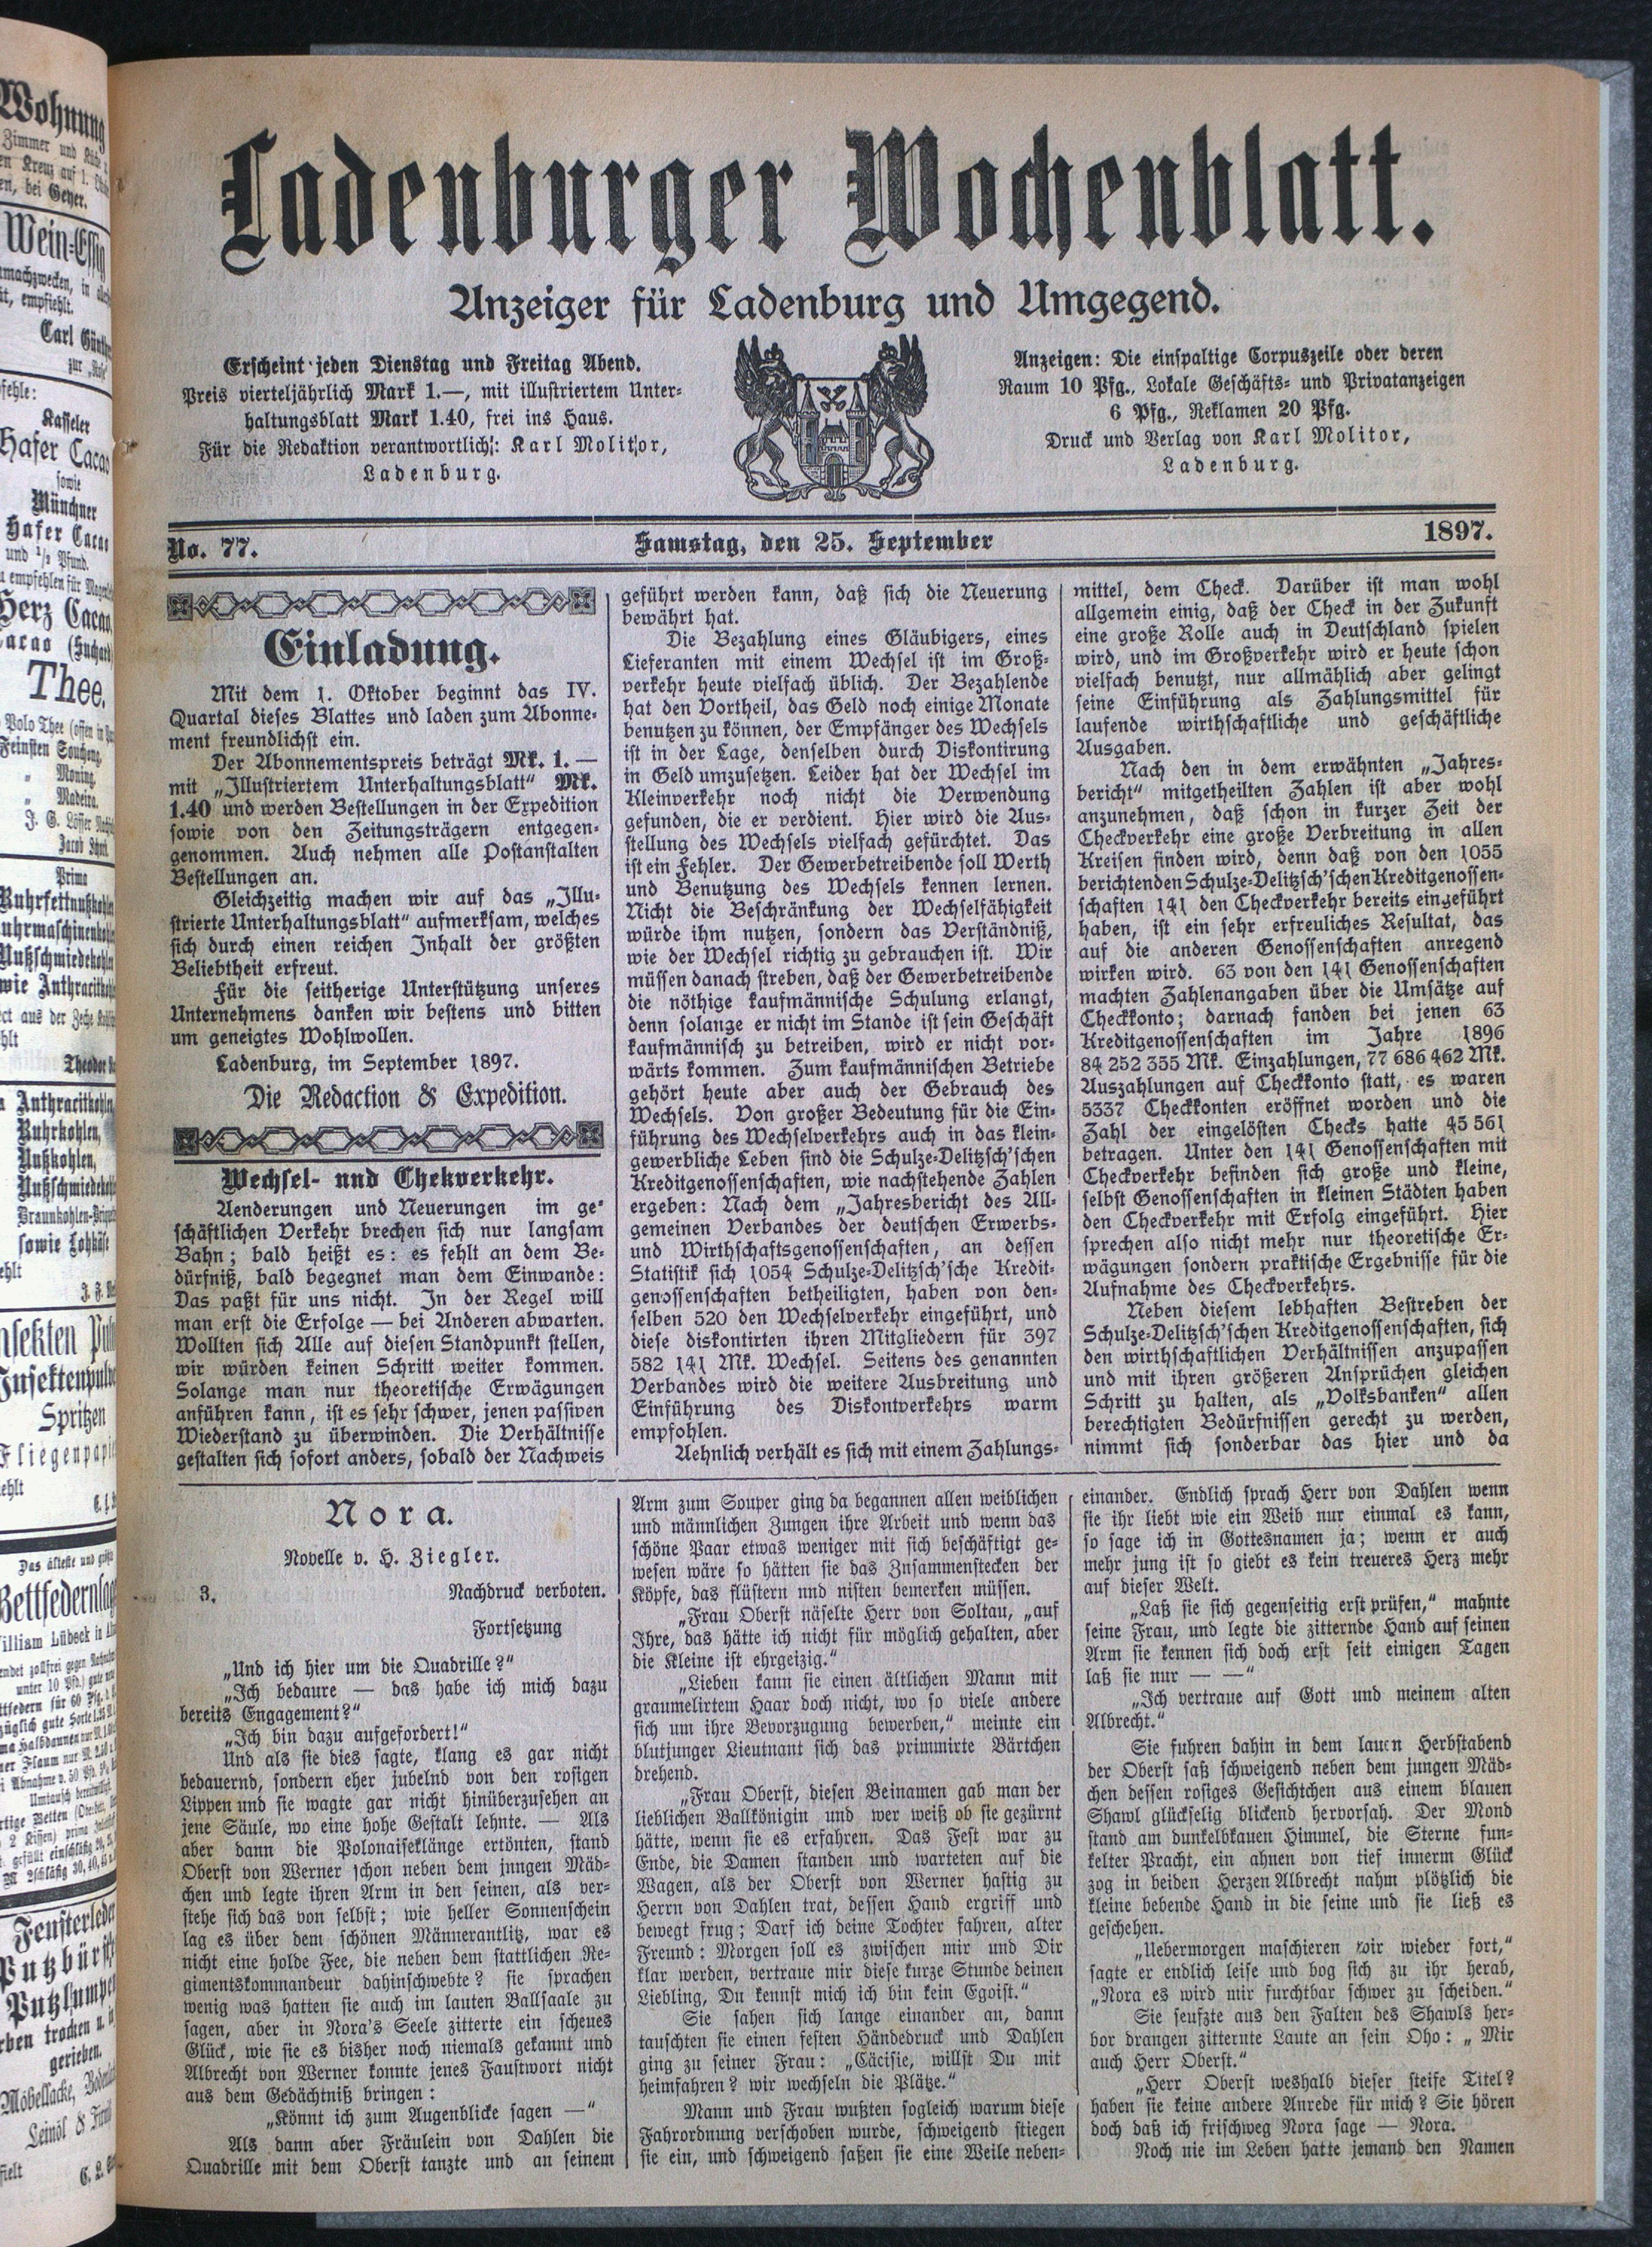 Ladenburger Wochenblatt.
Anzeiger für Ladenburg und Umgegend.
Erscheint jeden Dienstag und Freitag Abend.
Preis vierteljährlich Mark 1.—, mit illustriertem Unter-
haltungsblatt Mark 1.40, frei ins Haus.
Für die Redaktion verantwortlich: Karl Molitor,
Ladenburg.
Anzeigen: Die einspaltige Corpuszeile oder deren
Raum 10 Pfg., Lokale Geschäfts- und Privatanzeigen
6 Pfg., Reklamen 20 Pfg.
Druck und Verlag von Karl Molitor,
Ladenburg.
No. 77.
Samstag, den 25. September
1897.
Einladung.
Mit dem 1. Oktober beginnt das IV.
Quartal dieses Blattes und laden zum Abonne-
ment freundlichst ein.
Der Abonnementspreis beträgt Mk. 1. —
mit „Illustriertem Unterhaltungsblatt“ Mk.
1.40 und werden Bestellungen in der Expedition
sowie von den Zeitungsträgern entgegen-
genommen. Auch nehmen alle Postanstalten
Bestellungen an.
Gleichzeitig machen wir auf das „Illu-
strierte Unterhaltungsblatt“ aufmerksam, welches
sich durch einen reichen Inhalt der größten
Beliebtheit erfreut.
Für die seitherige Unterstützung unseres
Unternehmens danken wir bestens und bitten
um geneigtes Wohlwollen.
Ladenburg, im September 1897.
Die Redaction & Expedition.
Wechsel- und Chekverkehr.
Aenderungen und Neuerungen im ge-
schäftlichen Verkehr brechen sich nur langsam
Bahn; bald heißt es: es fehlt an dem Be-
dürfniß, bald begegnet man dem Einwande:
Das paßt für uns nicht. In der Regel will
man erst die Erfolge — bei Anderen abwarten.
Wollten sich Alle auf diesen Standpunkt stellen,
wir würden keinen Schritt weiter kommen.
Solange man nur theoretische Erwägungen
anführen kann, ist es sehr schwer, jenen passiven
Wiederstand zu überwinden. Die Verhältnisse
gestalten sich sofort anders, sobald der Nachweis
geführt werden kann, daß sich die Neuerung
bewährt hat.
Die Bezahlung eines Gläubigers, eines
Lieferanten mit einem Wechsel ist im Groß-
verkehr heute vielfach üblich. Der Bezahlende
hat den Vortheil, das Geld noch einige Monate
benutzen zu können, der Empfänger des Wechsels
ist in der Lage, denselben durch Diskontirung
in Geld umzusetzen. Leider hat der Wechsel im
Kleinverkehr noch nicht die Verwendung
gefunden, die er verdient. Hier wird die Aus-
stellung des Wechsels vielfach gefürchtet. Das
ist ein Fehler. Der Gewerbetreibende soll Werth
und Benutzung des Wechsels kennen lernen.
Nicht die Beschränkung der Wechselfähigkeit
würde ihm nutzen, sondern das Verständniß,
wie der Wechsel richtig zu gebrauchen ist. Wir
müssen danach streben, daß der Gewerbetreibende
die nöthige kaufmännische Schulung erlangt,
denn solange er nicht im Stande ist sein Geschäft
kaufmännisch zu betreiben, wird er nicht vor-
wärts kommen. Zum kaufmännischen Betriebe
gehört heute aber auch der Gebrauch des
Wechsels. Von großer Bedeutung für die Ein-
führung des Wechselverkehrs auch in das klein-
gewerbliche Leben sind die Schulze-Delitzsch'schen
Kreditgenossenschaften, wie nachstehende Zahlen
ergeben: Nach dem „Jahresbericht des All-
gemeinen Verbandes der deutschen Erwerbs-
und Wirthschaftsgenossenschaften, an dessen
Statistik sich 1054 Schulze-Delitzsch'sche Kredit-
genossenschaften betheiligten, haben von den-
selben 520 den Wechselverkehr eingeführt, und
diese diskontirten ihren Mitgliedern für 397
582 141 Mk. Wechsel. Seitens des genannten
Verbandes wird die weitere Ausbreitung und
Einführung des Diskontverkehrs warm
empfohlen.
Aehnlich verhält es sich mit einem Zahlungs-
mittel, dem Check. Darüber ist man wohl
allgemein einig, daß der Check in der Zukunft
eine große Rolle auch in Deutschland spielen
wird, und im Großverkehr wird er heute schon
vielfach benutzt, nur allmählich aber gelingt
seine Einführung als Zahlungsmittel für
laufende wirthschaftliche und geschäftliche
Ausgaben.
Nach den in dem erwähnten „Jahres-
bericht“ mitgetheilten Zahlen ist aber wohl
anzunehmen, daß schon in kurzer Zeit der
Checkverkehr eine große Verbreitung in allen
Kreisen finden wird, denn daß von den 1055
berichtenden Schulze-Delitzsch'schen Kreditgenossen-
schaften 141 den Checkverkehr bereits eingeführt
haben, ist ein sehr erfreuliches Resultat, das
auf die anderen Genossenschaften anregend
wirken wird. 63 von den 141 Genossenschaften
machten Zahlenangaben über die Umsätze auf
Checkkonto; darnach fanden bei jenen 63
Kreditgenossenschaften im Jahre 1896
84 252 355 Mk. Einzahlungen, 77 686 462 Mk.
Auszahlungen auf Checkkonto statt, es waren
5337 Checkkonten eröffnet worden und die
Zahl der eingelösten Checks hatte 45 561
betragen. Unter den 141 Genossenschaften mit
Checkverkehr befinden sich große und kleine,
selbst Genossenschaften in kleinen Städten haben
den Checkverkehr mit Erfolg eingeführt. Hier
sprechen also nicht mehr nur theoretische Er-
wägungen sondern praktische Ergebnisse für die
Aufnahme des Checkverkehrs.
Neben diesem lebhaften Bestreben der
Schulze-Delitzsch'schen Kreditgenossenschaften, sich
den wirthschaftlichen Verhältnissen anzupassen
und mit ihren größeren Ansprüchen gleichen
Schritt zu halten, als „Volksbanken“ allen
berechtigten Bedürfnissen gerecht zu werden,
nimmt sich sonderbar das hier und da
Nora.
Novelle v. H. Ziegler.
3. Nachdruck verboten.
Fortsetzung
„Und ich hier um die Quadrille?“
„Ich bedaure — das habe ich mich dazu
bereits Engagement?“
„Ich bin dazu aufgefordert!“
Und als sie dies sagte, klang es gar nicht
bedauernd, sondern eher jubelnd von den rosigen
Lippen und sie wagte gar nicht hinüberzusehen an
jene Säule, wo eine hohe Gestalt lehnte. — Als
aber dann die Polonaiseklänge ertönten, stand
Oberst von Werner schon neben dem jungen Mäd-
chen und legte ihren Arm in den seinen, als ver-
stehe sich das von selbst; wie heller Sonnenschein
lag es über dem schönen Männerantlitz, war es
nicht eine holde Fee, die neben dem stattlichen Re-
gimentskommandeur dahinschwebte? sie sprachen
wenig was hatten sie auch im lauten Ballsaale zu
sagen, aber in Nora's Seele zitterte ein scheues
Glück, wie sie es bisher noch niemals gekannt und
Albrecht von Werner konnte jenes Faustwort nicht
aus dem Gedächtniß bringen:
„Könnt ich zum Augenblicke sagen —“
Als dann aber Fräulein von Dahlen die
Quadrille mit dem Oberst tanzte und an seinem
Arm zum Souper ging da begannen allen weiblichen
und männlichen Zungen ihre Arbeit und wenn das
schöne Paar etwas weniger mit sich beschäftigt ge-
wesen wäre so hätten sie das Znsammenstecken der
Köpfe, das flüstern nnd nisten bemerken müssen.
„Frau Oberst näselte Herr von Soltau, „auf
Ihre, das hätte ich nicht für möglich gehalten, aber
die Kleine ist ehrgeizig.“
„Lieben kann sie einen ältlichen Mann mit
graumelirtem Haar doch nicht, wo so viele andere
sich um ihre Bevorzugung bewerben,“ meinte ein
blutjunger Lieutnant sich das primmirte Bärtchen
drehend.
„Frau Oberst, diesen Beinamen gab man der
lieblichen Ballkönigin und wer weiß ob sie gezürnt
hätte, wenn sie es erfahren. Das Fest war zu
Ende, die Damen standen und warteten auf die
Wagen, als der Oberst von Werner hastig zu
Herrn von Dahlen trat, dessen Hand ergriff und
bewegt frug; Darf ich deine Tochter fahren, alter
Freund: Morgen soll es zwischen mir und Dir
klar werden, vertraue mir diese kurze Stunde deinen
Liebling, Du kennst mich ich bin kein Egoist.“
Sie sahen sich lange einander an, dann
tauschten sie einen festen Händedruck und Dahlen
ging zu seiner Frau: „Cäcisie, willst Du mit
heimfahren? wir wechseln die Plätze.“
Mann und Frau wußten sogleich warum diese
Fahrordnung verschoben wurde, schweigend stiegen
sie ein, und schweigend saßen sie eine Weile neben-
einander. Endlich sprach Herr von Dahlen wenn
sie ihr liebt wie ein Weib nur einmal es kann,
so sage ich in Gottesnamen ja; wenn er auch
mehr jung ist so giebt es kein treueres Herz mehr
auf dieser Welt.
„Laß sie sich gegenseitig erst prüfen,“ mahnte
seine Frau, und legte die zitternde Hand auf seinen
Arm sie kennen sich doch erst seit einigen Tagen
laß sie nur — —“
„Ich vertraue auf Gott und meinem alten
Albrecht.“
Sie fuhren dahin in dem lauen Herbstabend
der Oberst saß schweigend neben dem jungen Mäd-
chen dessen rosiges Gesichtchen aus einem blauen
Shawl glückselig blickend hervorsah. Der Mond
stand am dunkelbkauen Himmel, die Sterne fun-
kelter Pracht, ein ahnen von tief innerm Glück
zog in beiden Herzen Albrecht nahm plötzlich die
kleine bebende Hand in die seine und sie ließ es
geschehen.
„Uebermorgen maschieren wir wieder fort,“
sagte er endlich leise und bog sich zu ihr herab,
„Nora es wird mir furchtbar schwer zu scheiden.“
Sie seufzte aus den Falten des Shawls her-
bor drangen zitternte Laute an sein Oho: „Mir
auch Herr Oberst.“
„Herr Oberst weshalb dieser steife Titel?
haben sie keine andere Anrede für mich? Sie hören
doch daß ich frischweg Nora sage — Nora.
Noch nie im Leben hatte jemand den Namen